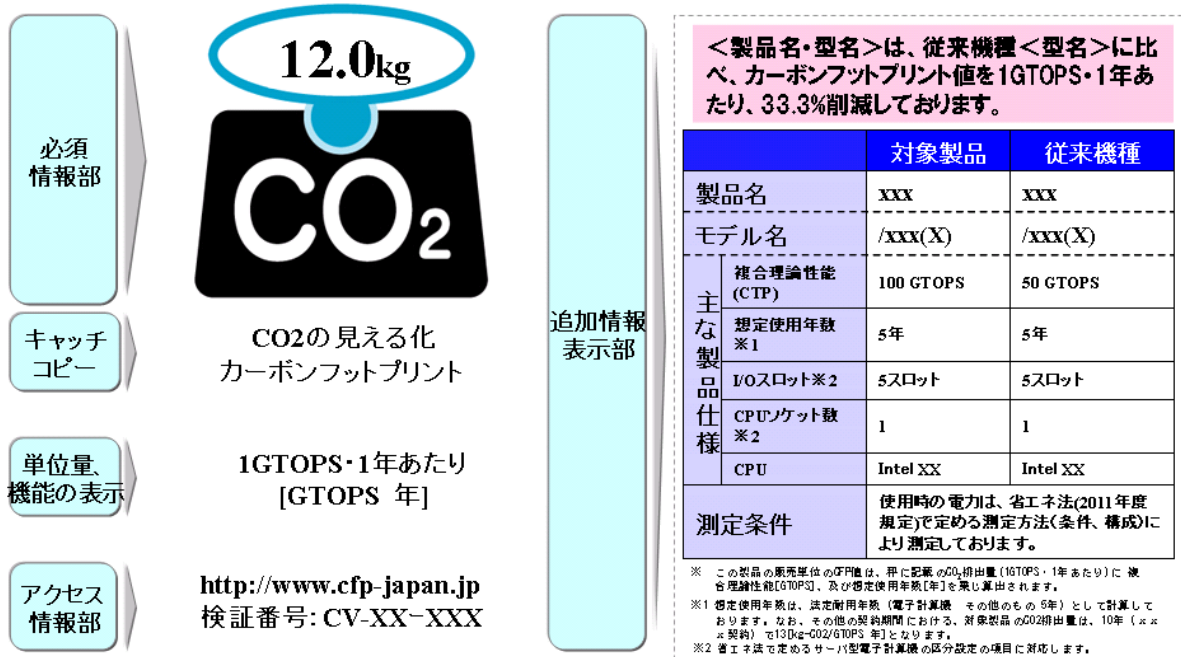 必須
情報部
12.0kg
CO2
キャッチ
コピー
CO2の見える化
カーボンフットプリント
単位量、
機能の表示
1GTOPS・1年あたり
[GTOPS 年]
アクセス
情報部
http://www.cfp-japan.jp
検証番号：CV-XX－XXX
追加情報
表示部
＜製品名・型名＞は、従来機種＜型名＞に比
べ、カーボンフットプリント値を1GTOPS・1年あ
たり、33.3%削減しております。
対象製品 従来機種
製品名 xxx xxx
モデル名 /xxx(X) /xxx(X)
主な製品仕様
複合理論性能
(CTP) 100 GTOPS 50 GTOPS
想定使用年数
※1 5年 5年
I/Oスロット※2 5スロット 5スロット
CPUソケット数
※2 1 1
CPU Intel XX Intel XX
測定条件
使用時の電力は、省エネ法(2011年度
規定)で定める測定方法(条件、構成)に
より測定しております。
※ この製品の販売単位のCFP値は、秤に記載のCO2排出量（1GTOPS・1年あたり）に 複
合理論性能[GTOPS]、及び想定使用年数[年]を乗じ算出されます。
※1 想定使用年数は、法定耐用年数（電子計算機 その他のもの 5年）として計算して
おります。なお、その他の契約期間における、対象製品のCO2排出量は、10年（ｘｘ
ｘ契約）で13[kg-CO2/GTOPS 年]となります。
※2 省エネ法で定めるサーバ型電子計算機の区分設定の項目に対応します。